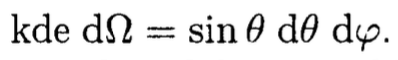 kde dΩ = sin θ dθ dφ.